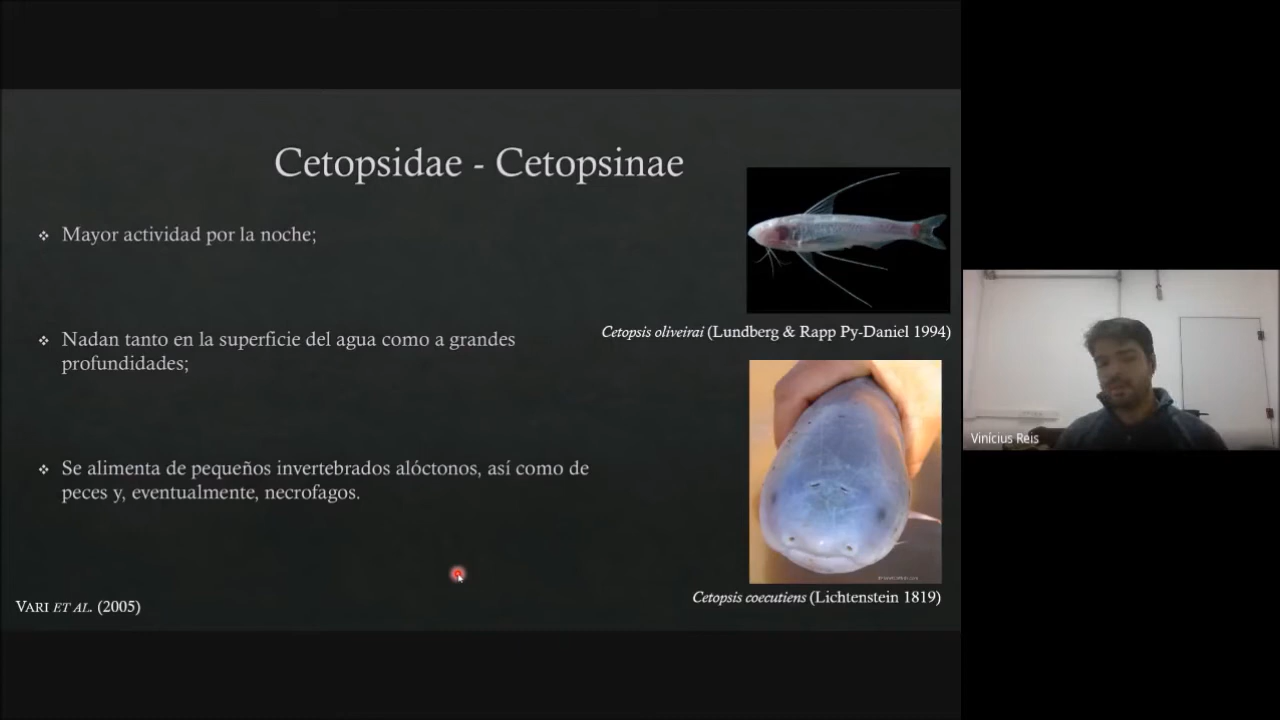 Cetopsidae - Cetopsinae
Mayor actividad por la noche;
Nadan tanto en la superficie del agua como a grandes
profundidades;
Se alimenta de pequeños invertebrados alóctonos, así como de
peces y, eventualmente, necrofagos.
VARI ET AL. (2005)
Cetopsis oliveirai (Lundberg & Rapp Py-Daniel 1994)
Cetopsis coecutiens (Lichtenstein 1819)
Vinícius Reis